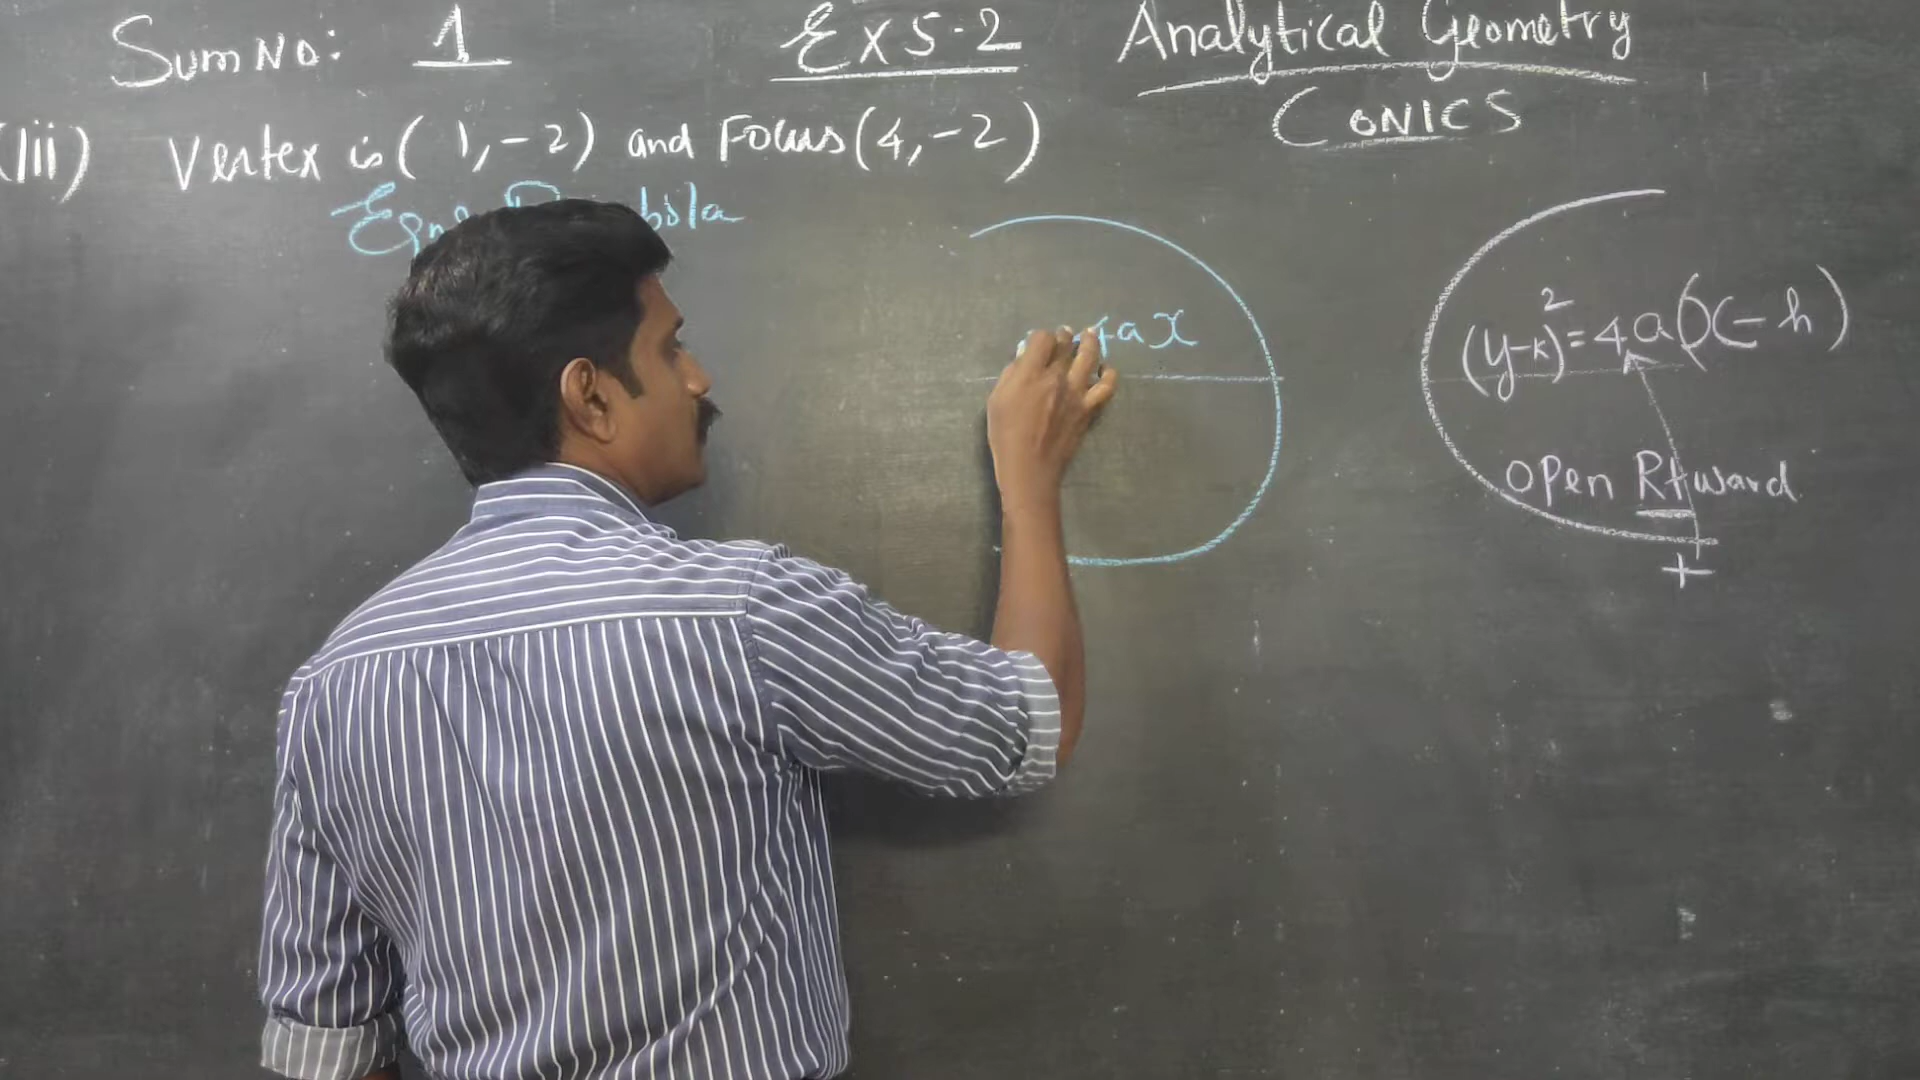 Sum No: 1
Ex 5.2
Analytical Geometry
CONICS
(iii) Vertex is (1, -2) and Focus (4, -2)
4ax
(y-k)² = 4a(x-h)
open Rtward
+